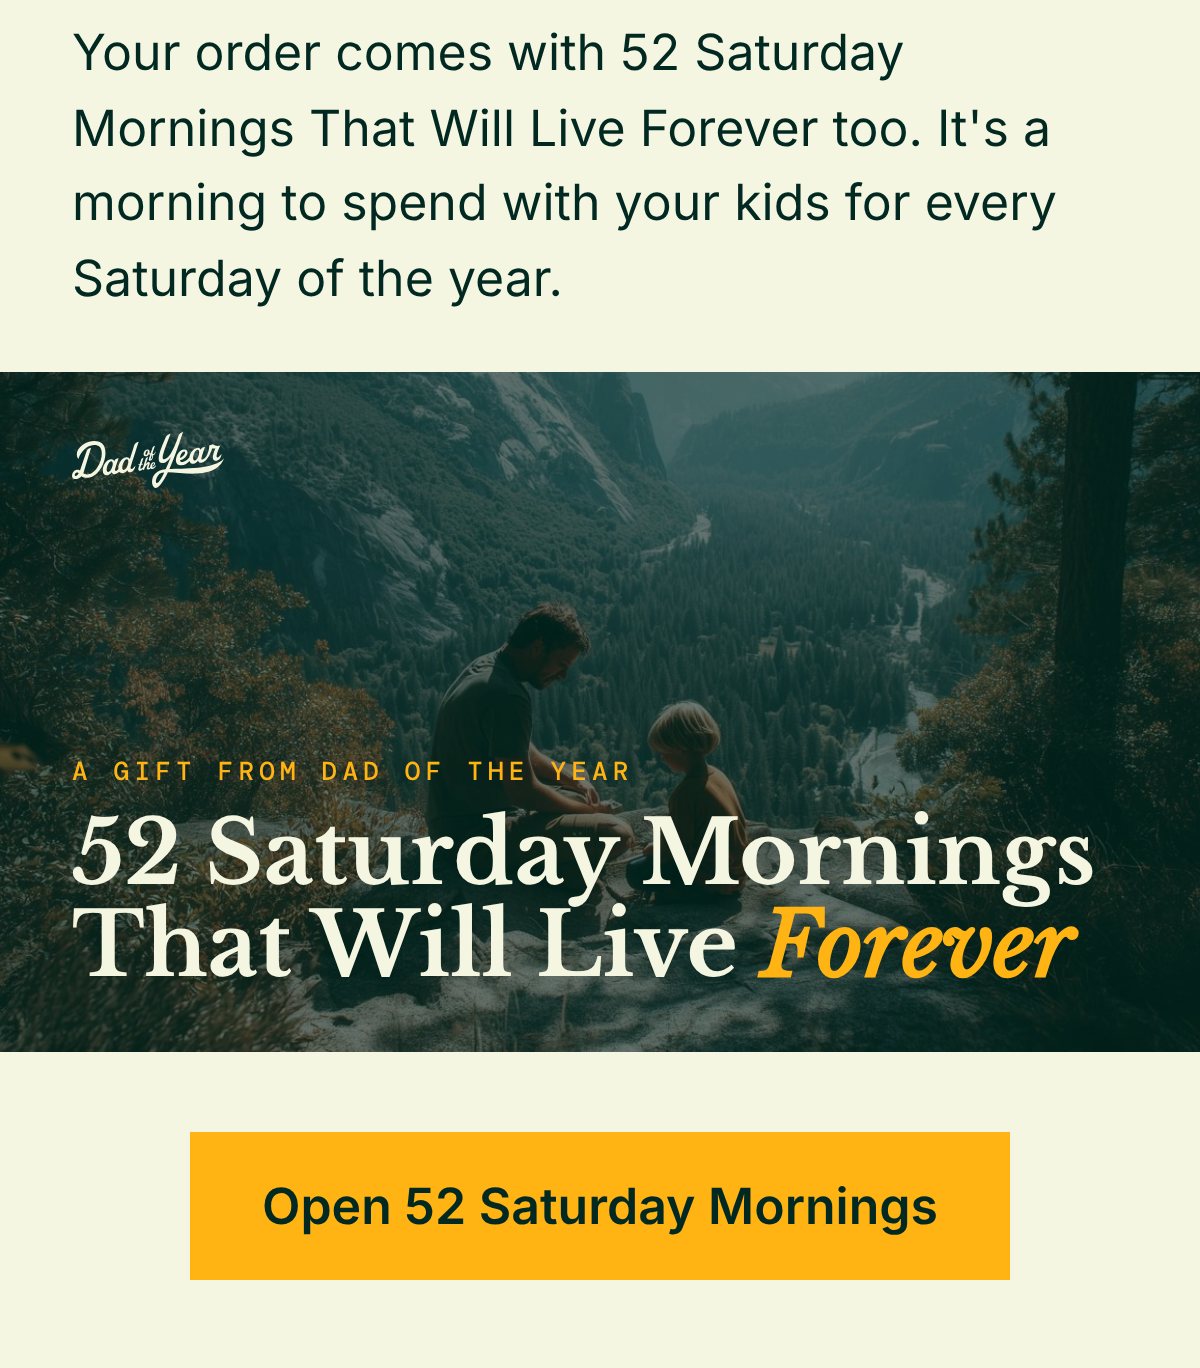 Your order comes with 52 Saturday
Mornings That Will Live Forever too. It's a
morning to spend with your kids for every
Saturday of the year.
Dad of the Year
A GIFT FROM DAD OF THE YEAR
52 Saturday Mornings
That Will Live Forever
Open 52 Saturday Mornings